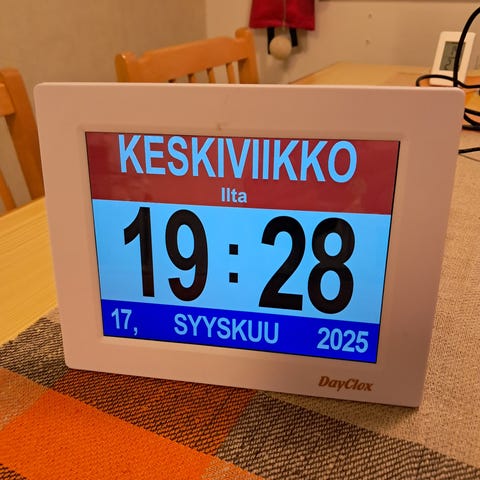 KESKIVIIKKO
Ilta
19:28
17, SYYSKUU 2025
DayClox